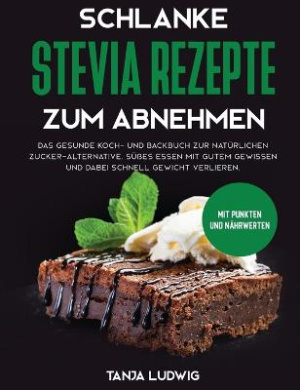 SCHLANKE
STEVIA REZEPTE
ZUM ABNEHMEN
DAS GESUNDE KOCH- UND BACKBUCH ZUR NATÜRLICHEN
ZUCKER-ALTERNATIVE. SÜßES ESSEN MIT GUTEM GEWISSEN
UND DABEI SCHNELL GEWICHT VERLIEREN.
MIT PUNKTEN
UND NÄHRWERTEN
TANJA LUDWIG